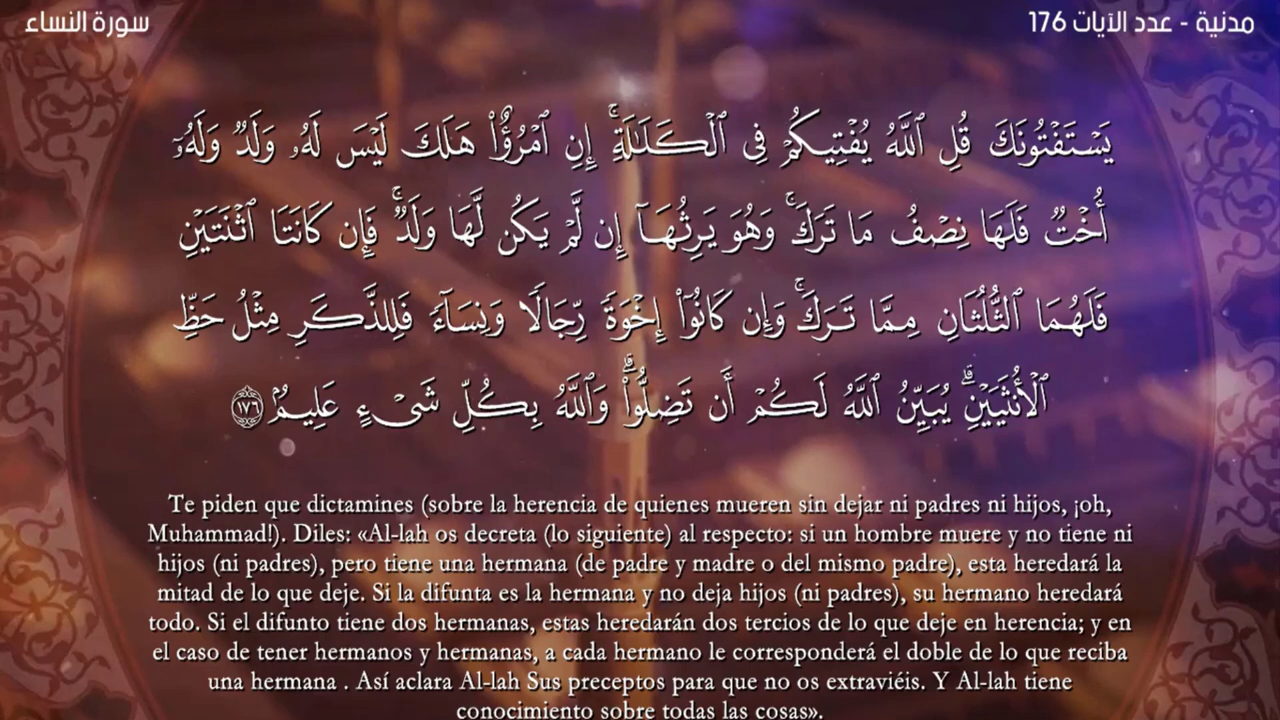 مدنية - عدد الآيات 176
سورة النساء
يَسْتَفْتُونَكَ قُلِ ٱللَّهُ يُفْتِيكُمْ فِى ٱلْكَلَـٰلَةِ ۚ إِنِ ٱمْرُؤٌا۟ هَلَكَ لَيْسَ لَهُۥ وَلَدٌ وَلَهُۥٓ
أُخْتٌ فَلَهَا نِصْفُ مَا تَرَكَ ۚ وَهُوَ يَرِثُهَآ إِن لَّمْ يَكُن لَّهَا وَلَدٌ ۚ فَإِن كَانَتَا ٱثْنَتَيْنِ
فَلَهُمَا ٱلثُّلُثَانِ مِمَّا تَرَكَ ۚ وَإِن كَانُوٓا۟ إِخْوَةً رِّجَالًا وَنِسَآءً فَلِلذَّكَرِ مِثْلُ حَظِّ
ٱلْأُنثَيَيْنِ ۗ يُبَيِّنُ ٱللَّهُ لَكُمْ أَن تَضِلُّوا۟ ۗ وَٱللَّهُ بِكُلِّ شَىْءٍ عَلِيمٌۢ ١٧٦
Te piden que dictamines (sobre la herencia de quienes mueren sin dejar ni padres ni hijos, ¡oh,
Muhammad!). Diles: «Al-lah os decreta (lo siguiente) al respecto: si un hombre muere y no tiene ni
hijos (ni padres), pero tiene una hermana (de padre y madre o del mismo padre), esta heredará la
mitad de lo que deje. Si la difunta es la hermana y no deja hijos (ni padres), su hermano heredará
todo. Si el difunto tiene dos hermanas, estas heredarán dos tercios de lo que deje en herencia; y en
el caso de tener hermanos y hermanas, a cada hermano le corresponderá el doble de lo que reciba
una hermana . Así aclara Al-lah Sus preceptos para que no os extraviéis. Y Al-lah tiene
conocimiento sobre todas las cosas».